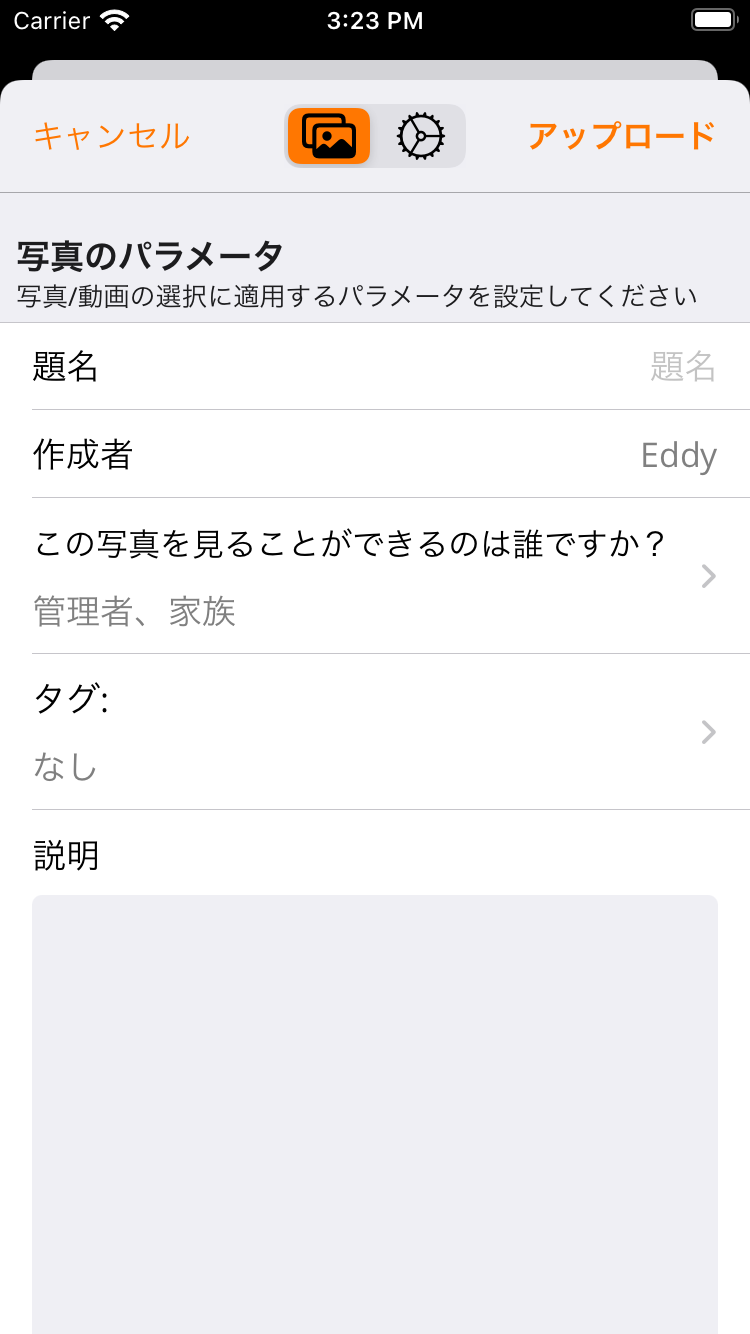 Carrier 3:23 PM
キャンセル アップロード
写真のパラメータ
写真/動画の選択に適用するパラメータを設定してください
題名 題名
作成者 Eddy
この写真を見ることができるのは誰ですか？
管理者、家族
タグ:
なし
説明